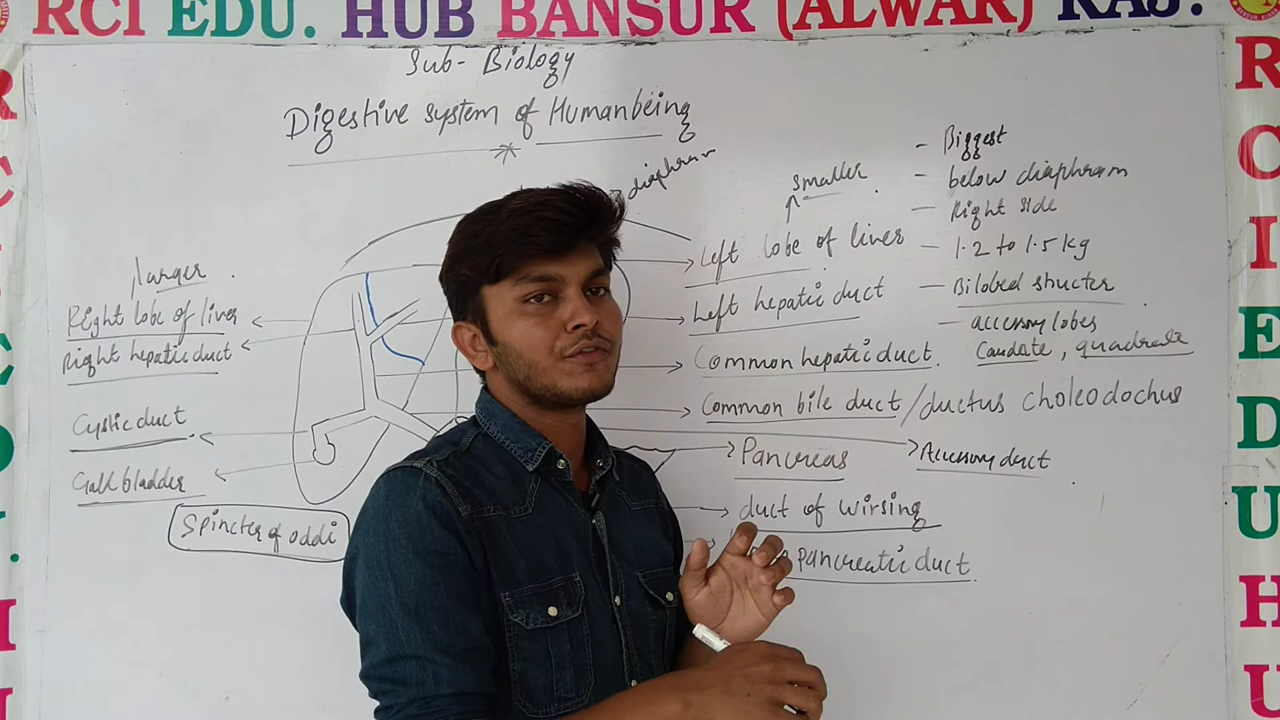 RCI EDU. HUB BANSUR (ALWAR) RAJ.
Sub- Biology
Digestive system of Humanbeing
diaphram
smaller
Left lobe of liver
Left hepatic duct
Common hepatic duct.
Common bile duct/ductus choleodochus
Pancreas
Accessory duct
duct of wirsing
pancreatic duct
- Biggest
- below diaphram
- Right side
- 1.2 to 1.5 kg
- Bilobed structer
- accessory lobes
Caudate, quadrate
larger
Right lobe of liver
Right hepatic duct
Cystic duct
Gallbladder
Spincter of oddi
R
C
I
E
D
U
H
U